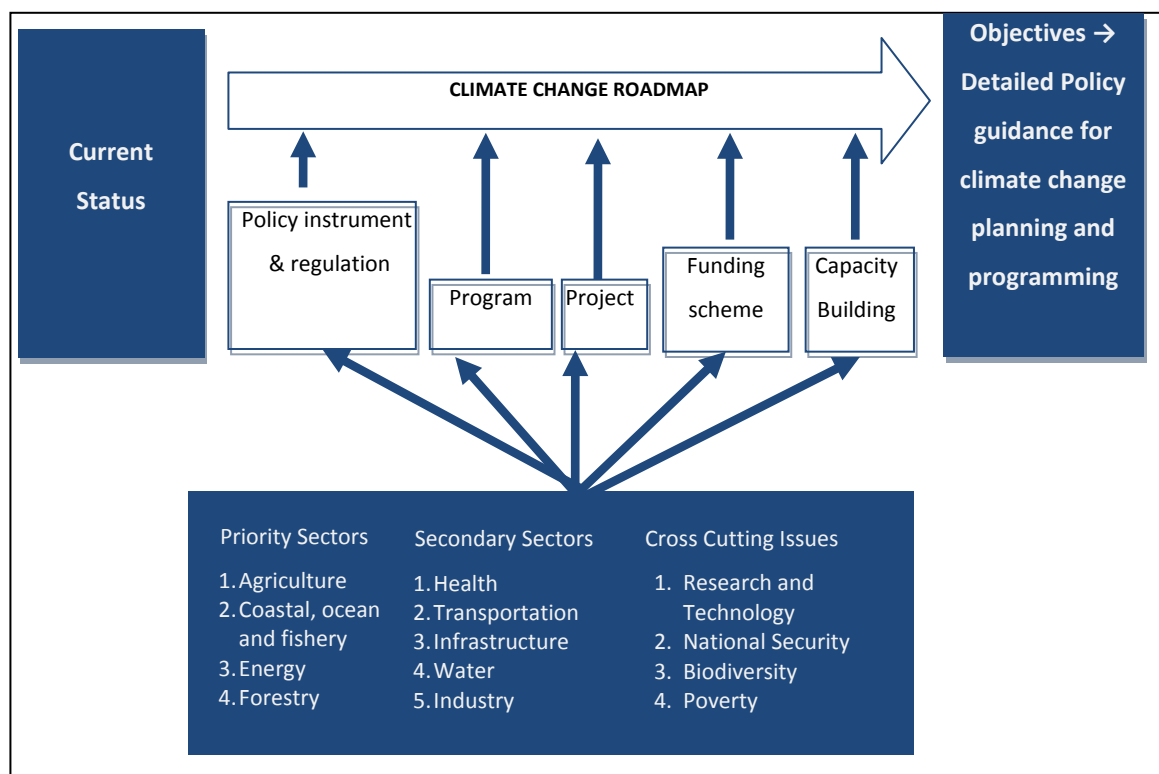 Current
Status
CLIMATE CHANGE ROADMAP
Objectives →
Detailed Policy
guidance for
climate change
planning and
programming
Policy instrument
& regulation
Program
Project
Funding
scheme
Capacity
Building
Priority Sectors
1. Agriculture
2. Coastal, ocean
and fishery
3. Energy
4. Forestry
Secondary Sectors
1. Health
2. Transportation
3. Infrastructure
4. Water
5. Industry
Cross Cutting Issues
1. Research and
Technology
2. National Security
3. Biodiversity
4. Poverty